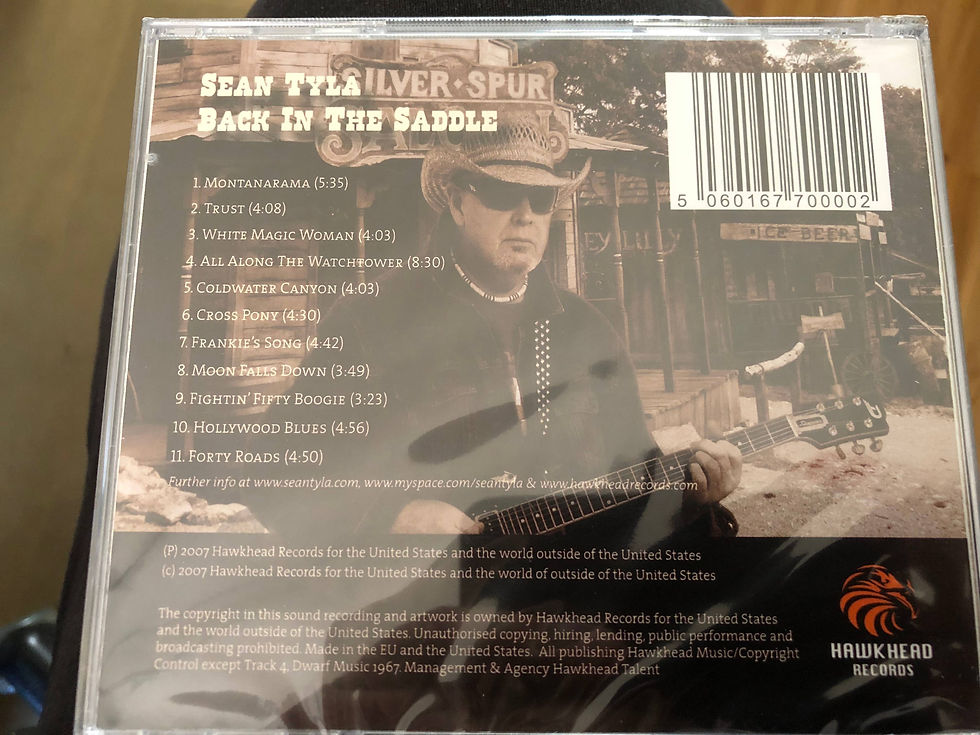 SEAN TYLA
SILVER SPUR
BACK IN THE SADDLE
5 060167 700002
1. MONTANARAMA (5:35)
2. TRUST (4:08)
3. WHITE MAGIC WOMAN (4:03)
ICE BEER
4. ALL ALONG THE WATCHTOWER (8:30)
5. COLDWATER CANYON (4:03)
6. CROSS PONY (4:30)
7. FRANKIE'S SONG (4:42)
8. MOON FALLS DOWN (3:49)
9. FIGHTIN' FIFTY BOOGIE (3:23)
10. HOLLYWOOD BLUES (4:56)
11. FORTY ROADS (4:50)
Further info at www.seantyla.com, www.myspace.com/seantyla & www.hawkheadrecords.com
(P) 2007 Hawkhead Records for the United States and the world outside of the United States
(c) 2007 Hawkhead Records for the United States and the world of outside of the United States
The copyright in this sound recording and artwork is owned by Hawkhead Records for the United States
and the world outside of the United States. Unauthorised copying, hiring, lending, public performance and
broadcasting prohibited. Made in the EU and the United States. All publishing Hawkhead Music/Copyright
Control except Track 4, Dwarf Music 1967. Management & Agency Hawkhead Talent
HAWKHEAD
RECORDS